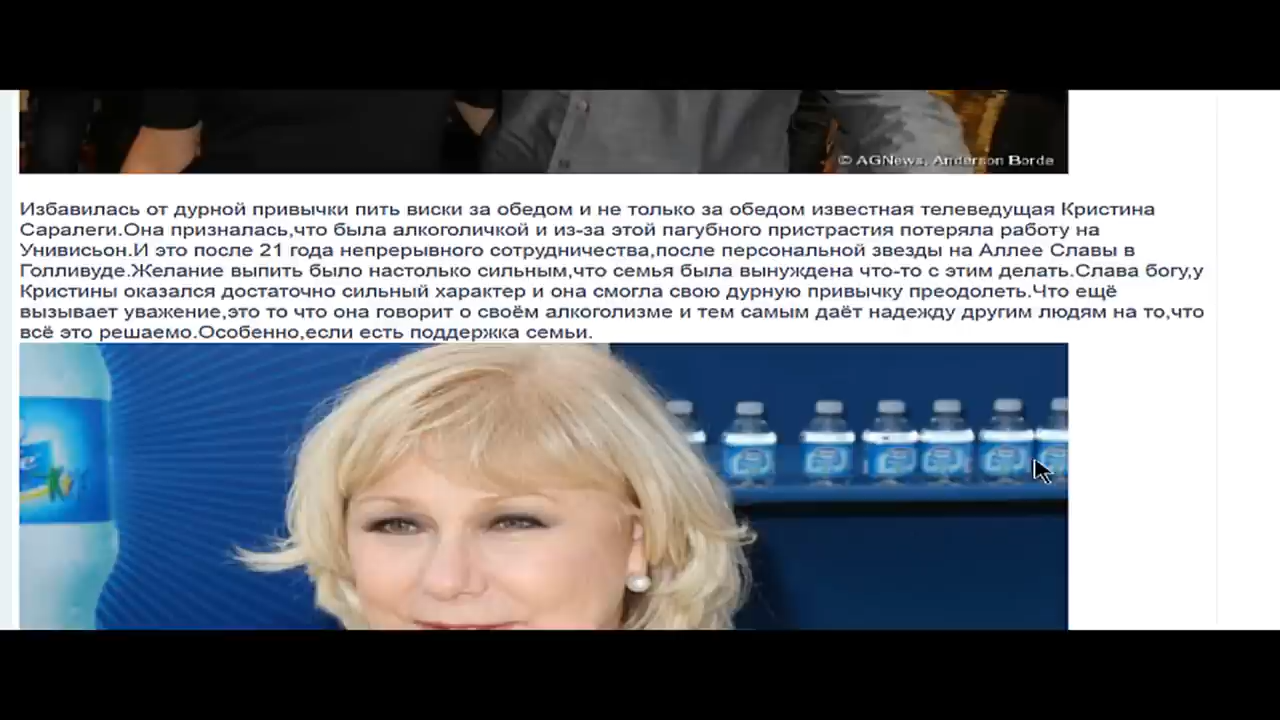 © AGNews, Anderson Borde
Избавилась от дурной привычки пить виски за обедом и не только за обедом известная телеведущая Кристина
Саралеги.Она призналась,что была алкоголичкой и из-за этой пагубного пристрастия потеряла работу на
Унивисьон.И это после 21 года непрерывного сотрудничества,после персональной звезды на Аллее Славы в
Голливуде.Желание выпить было настолько сильным,что семья была вынуждена что-то с этим делать.Слава богу,у
Кристины оказался достаточно сильный характер и она смогла свою дурную привычку преодолеть.Что ещё
вызывает уважение,это то что она говорит о своём алкоголизме и тем самым даёт надежду другим людям на то,что
всё это решаемо.Особенно,если есть поддержка семьи.